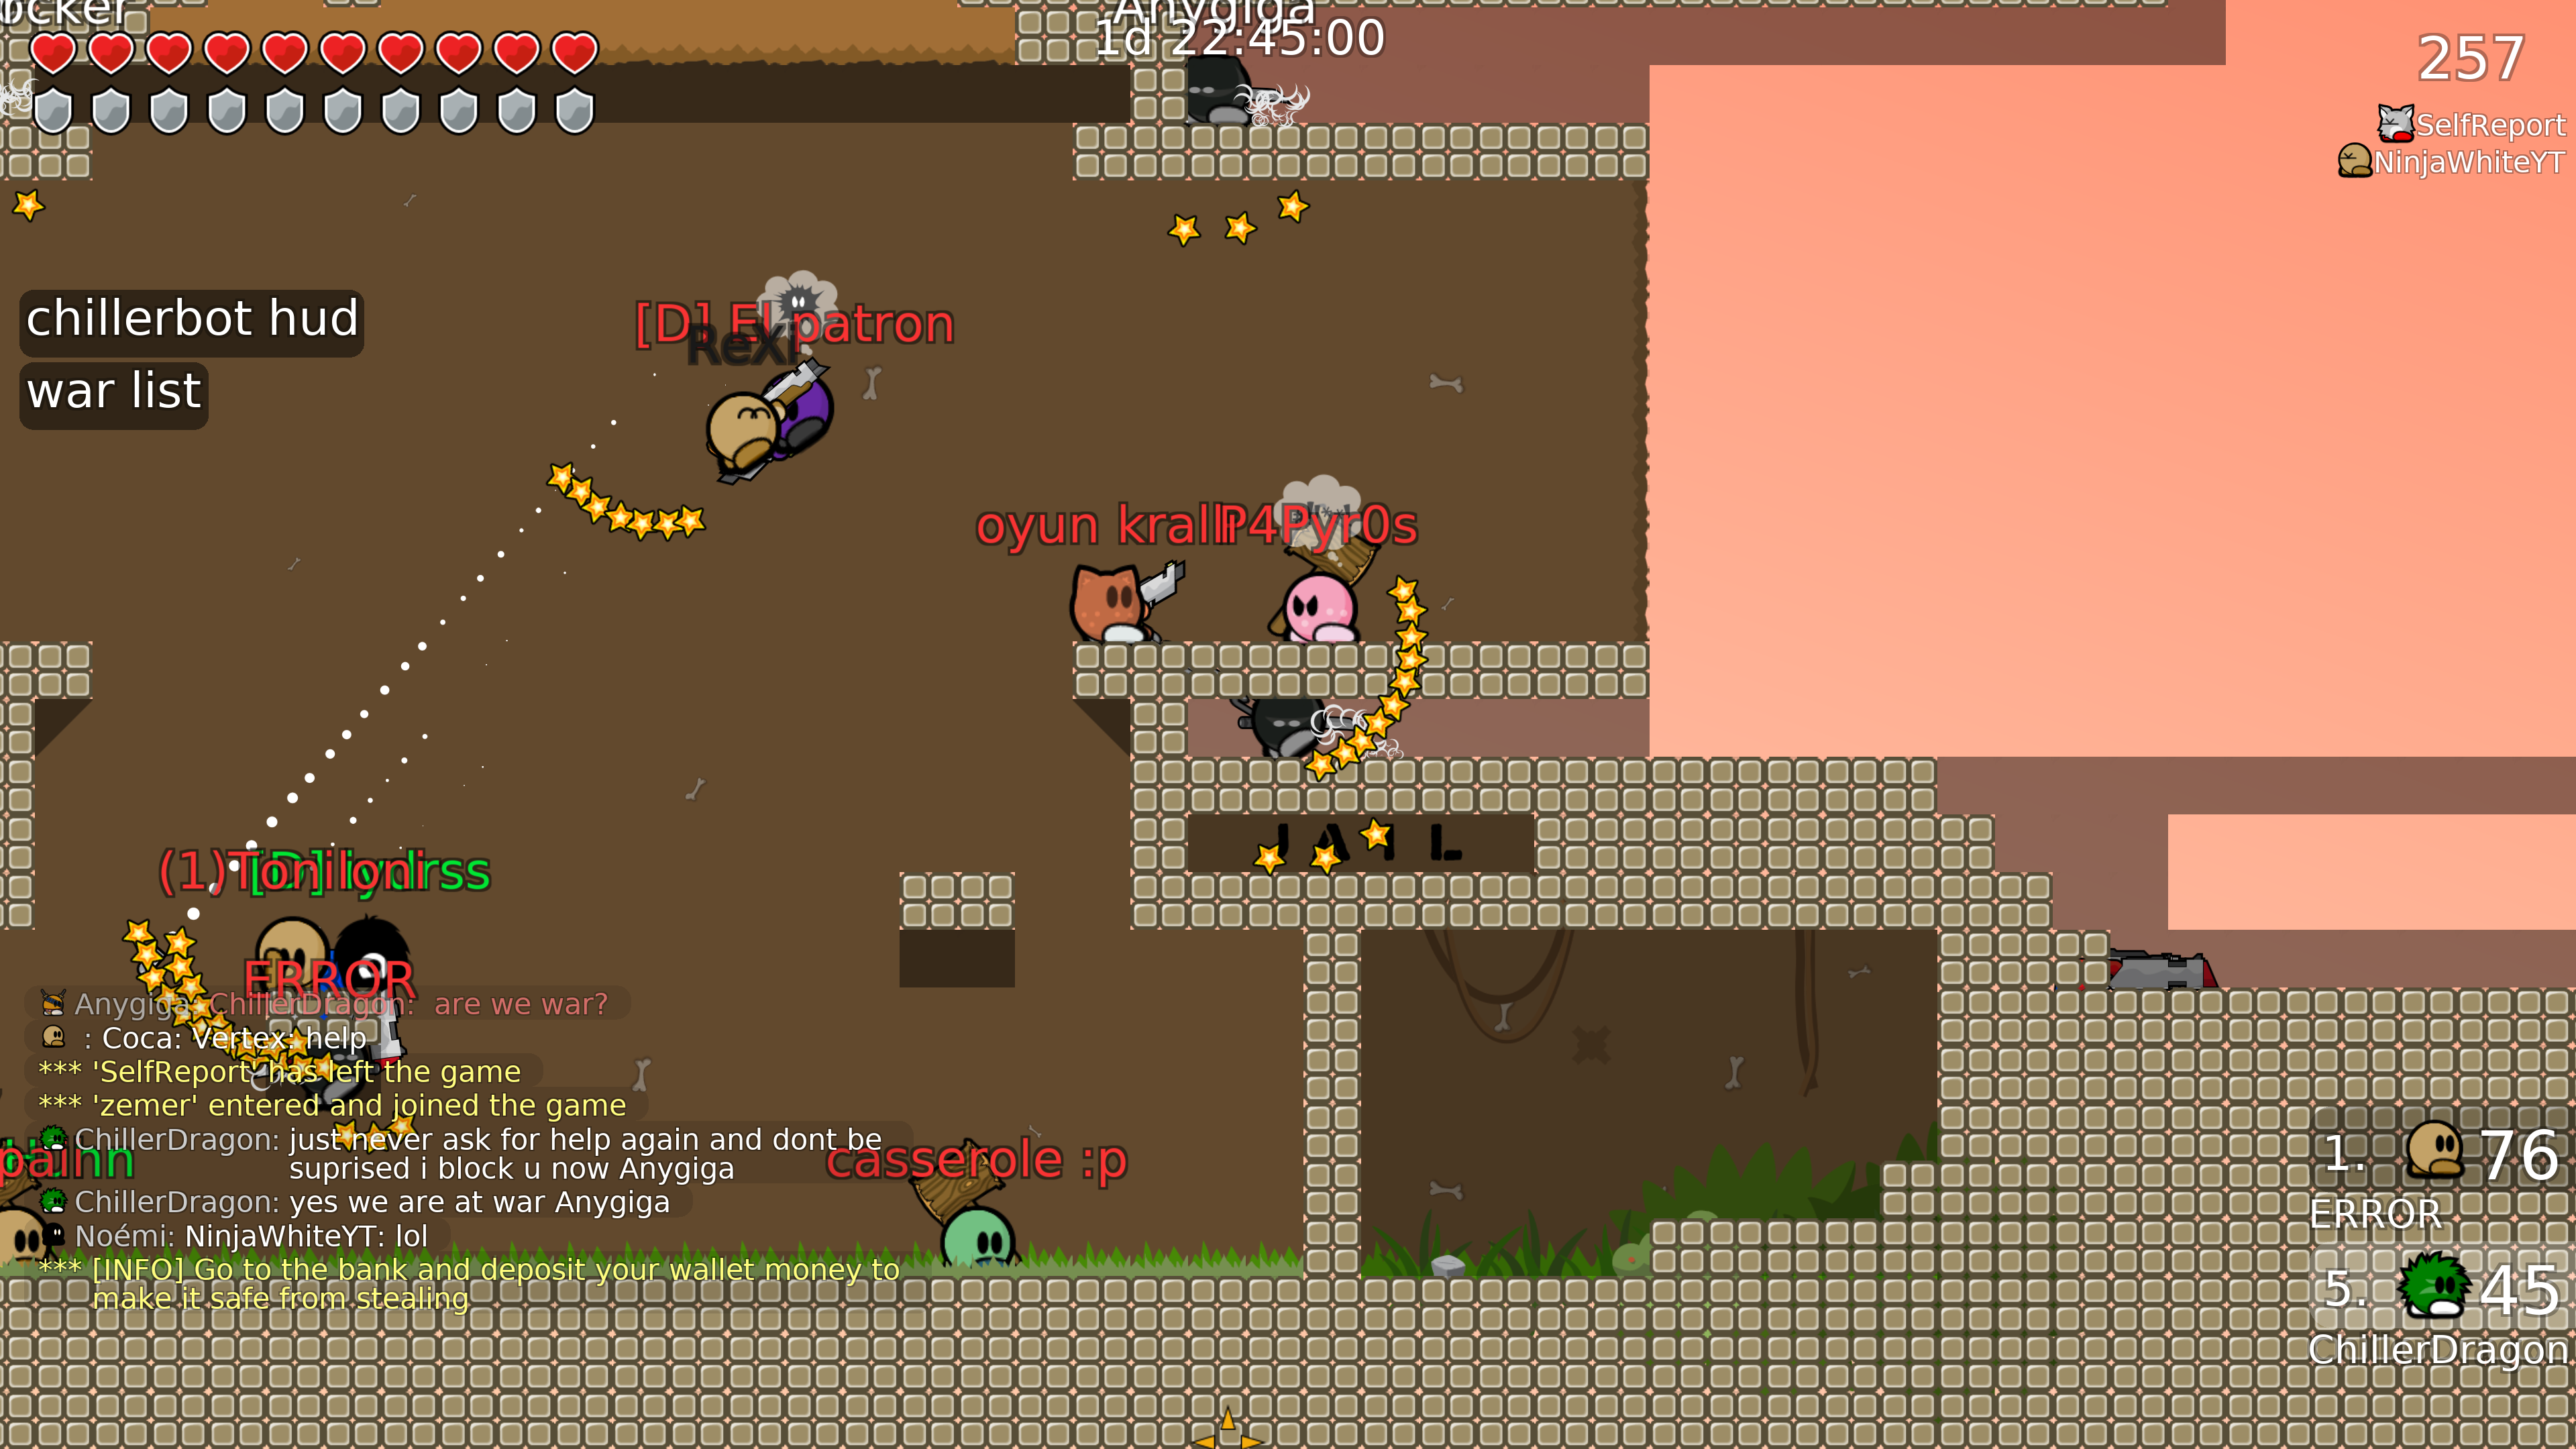 ocker
Anygiga
1d 22:45:00
257
SelfReport
NinjaWhiteYT
chillerbot hud
war list
[D] El patron
ReXi
oyun krall
P4Pyr0s
JAIL
ERROR
Anygiga: ChillerDragon: are we war?
: Coca: Vertex: help
*** 'SelfReport' has left the game
*** 'zemer' entered and joined the game
ChillerDragon: just never ask for help again and dont be
suprised i block u now Anygiga
casserole :p
ChillerDragon: yes we are at war Anygiga
Noémi: NinjaWhiteYT: lol
*** [INFO] Go to the bank and deposit your wallet money to
make it safe from stealing
1. 76
ERROR
5. 45
ChillerDragon